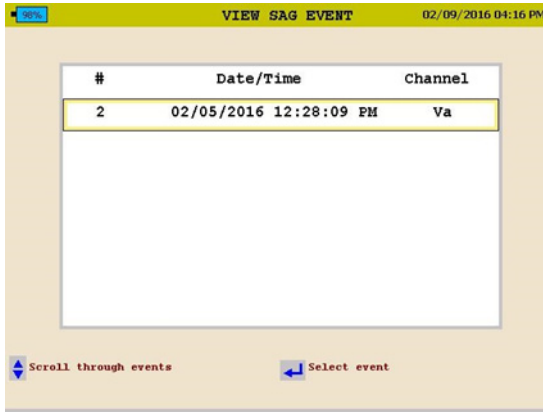 98% VIEW SAG EVENT 02/09/2016 04:16 PM
# Date/Time Channel
2 02/05/2016 12:28:09 PM Va
Scroll through events Select event